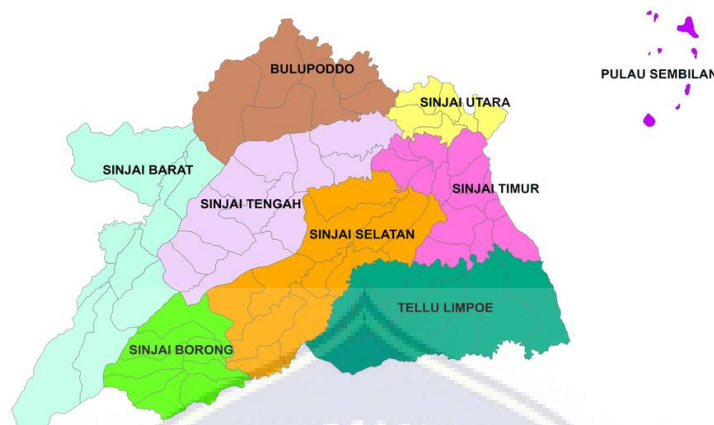 BULUPODDO
PULAU SEMBILAN
SINJAI UTARA
SINJAI BARAT
SINJAI TIMUR
SINJAI TENGAH
SINJAI SELATAN
TELLU LIMPOE
SINJAI BORONG